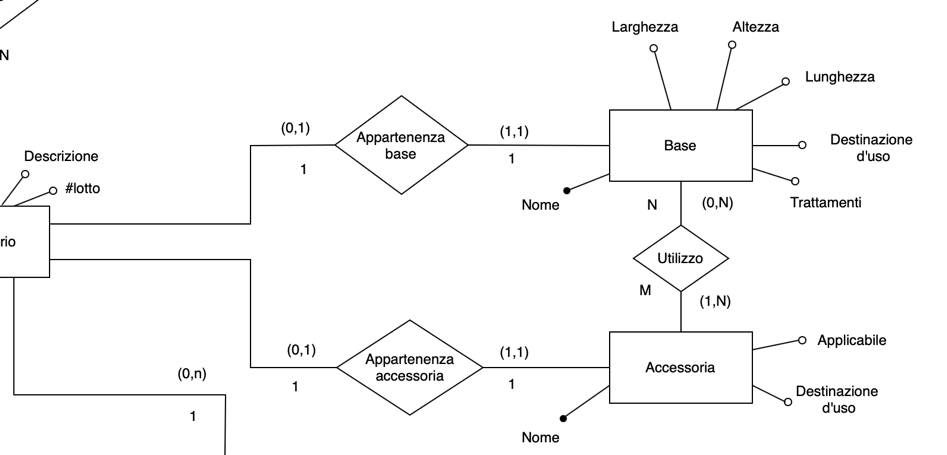 Larghezza
Altezza
Lunghezza
N
(0,1)
Appartenenza
base
(1,1)
Base
Destinazione
d'uso
1
1
Descrizione
#lotto
Nome
N
(0,N)
Trattamenti
rio
Utilizzo
M
(1,N)
(0,1)
Appartenenza
accessoria
(1,1)
Accessoria
Applicabile
(0,n)
1
1
Destinazione
d'uso
1
Nome